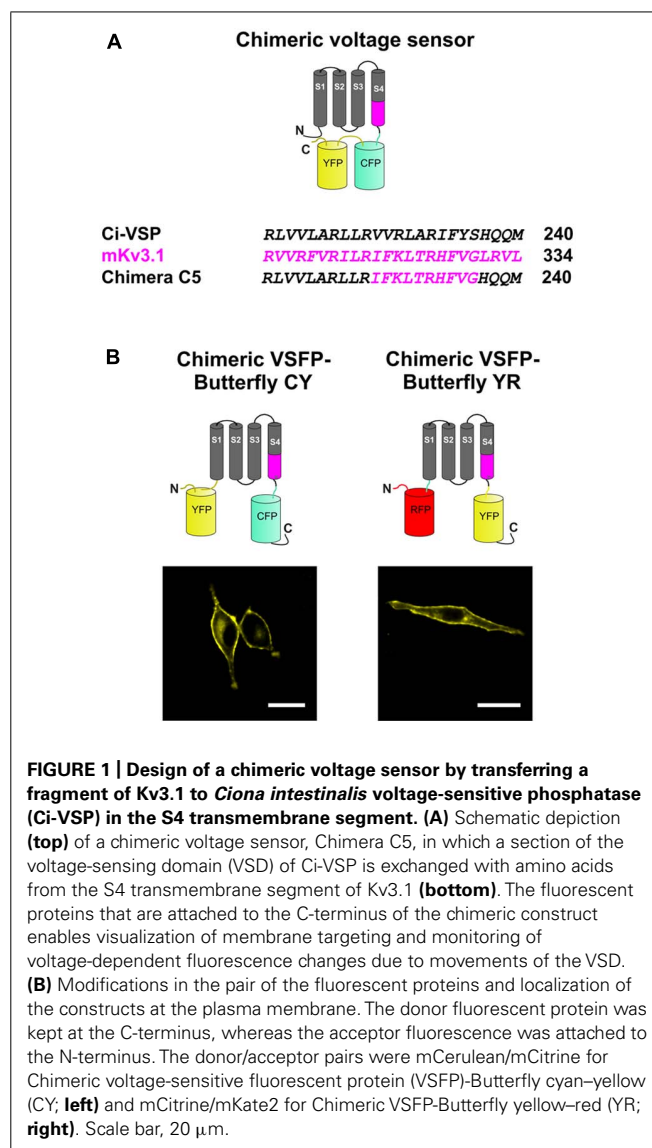 A
Chimeric voltage sensor
S1 S2 S3 S4
N
C
YFP CFP
Ci-VSP RLVVLARLLRVVRLARIFYSHQQM 240
mKv3.1 RVVRFVRILRIFKLTRHFVGLRVL 334
Chimera C5 RLVVLARLLRIFKLTRHFVGHQQM 240
B
Chimeric VSFP-
Butterfly CY
Chimeric VSFP-
Butterfly YR
S1 S2 S3 S4
N
YFP CFP
C
S1 S2 S3 S4
N
RFP YFP
C
FIGURE 1 | Design of a chimeric voltage sensor by transferring a
fragment of Kv3.1 to Ciona intestinalis voltage-sensitive phosphatase
(Ci-VSP) in the S4 transmembrane segment. (A) Schematic depiction
(top) of a chimeric voltage sensor, Chimera C5, in which a section of the
voltage-sensing domain (VSD) of Ci-VSP is exchanged with amino acids
from the S4 transmembrane segment of Kv3.1 (bottom). The fluorescent
proteins that are attached to the C-terminus of the chimeric construct
enables visualization of membrane targeting and monitoring of
voltage-dependent fluorescence changes due to movements of the VSD.
(B) Modifications in the pair of the fluorescent proteins and localization of
the constructs at the plasma membrane. The donor fluorescent protein was
kept at the C-terminus, whereas the acceptor fluorescence was attached to
the N-terminus. The donor/acceptor pairs were mCerulean/mCitrine for
Chimeric voltage-sensitive fluorescent protein (VSFP)-Butterfly cyan–yellow
(CY; left) and mCitrine/mKate2 for Chimeric VSFP-Butterfly yellow–red (YR;
right). Scale bar, 20 μm.